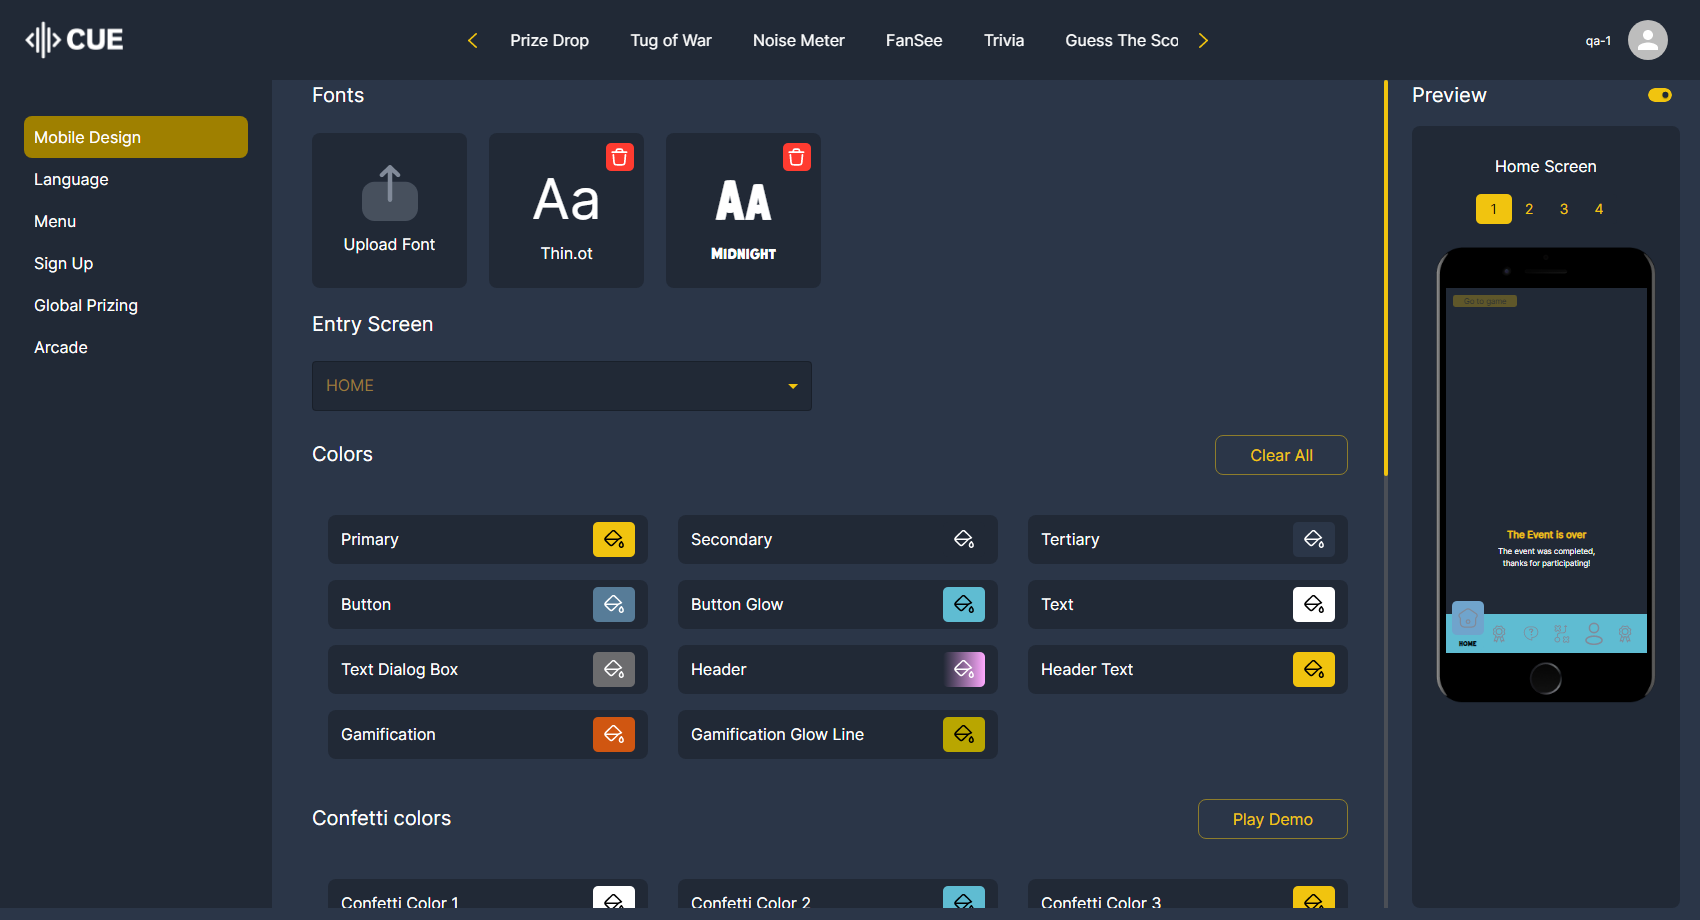 CUE
Prize Drop
Tug of War
Noise Meter
FanSee
Trivia
Guess The Sco
qa-1
Mobile Design
Language
Menu
Sign Up
Global Prizing
Arcade
Fonts
Upload Font
Aa
Thin.ot
AA
MIDNIGHT
Entry Screen
HOME
Colors
Clear All
Primary
Secondary
Tertiary
Button
Button Glow
Text
Text Dialog Box
Header
Header Text
Gamification
Gamification Glow Line
Confetti colors
Play Demo
Confetti Color 1
Confetti Color 2
Confetti Color 3
Preview
Home Screen
1
2
3
4
Go to game
The Event is over
The event was completed,
thanks for participating!
HOME